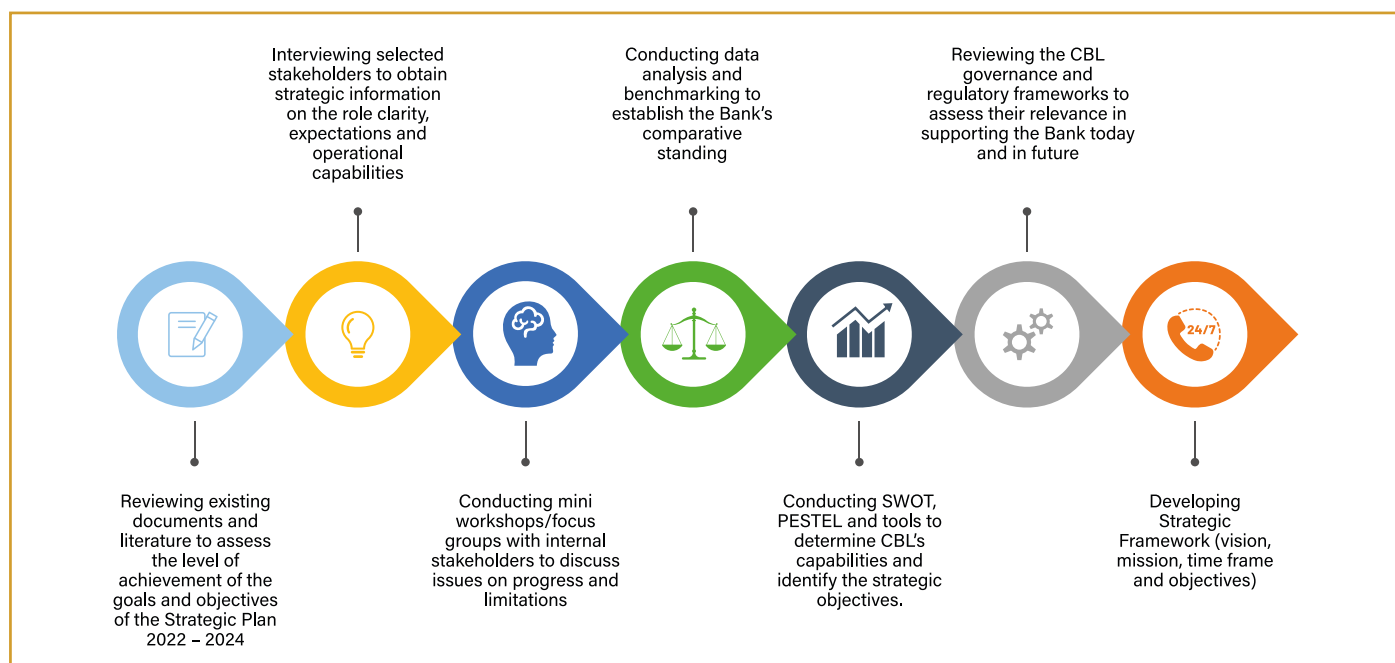 Interviewing selected
stakeholders to obtain
strategic information
on the role clarity,
expectations and
operational
capabilities
Conducting data
analysis and
benchmarking to
establish the Bank’s
comparative
standing
Reviewing the CBL
governance and
regulatory frameworks to
assess their relevance in
supporting the Bank today
and in future
24/7
Reviewing existing
documents and
literature to assess
the level of
achievement of the
goals and objectives
of the Strategic Plan
2022 – 2024
Conducting mini
workshops/focus
groups with internal
stakeholders to discuss
issues on progress and
limitations
Conducting SWOT,
PESTEL and tools to
determine CBL’s
capabilities and
identify the strategic
objectives.
Developing
Strategic
Framework (vision,
mission, time frame
and objectives)